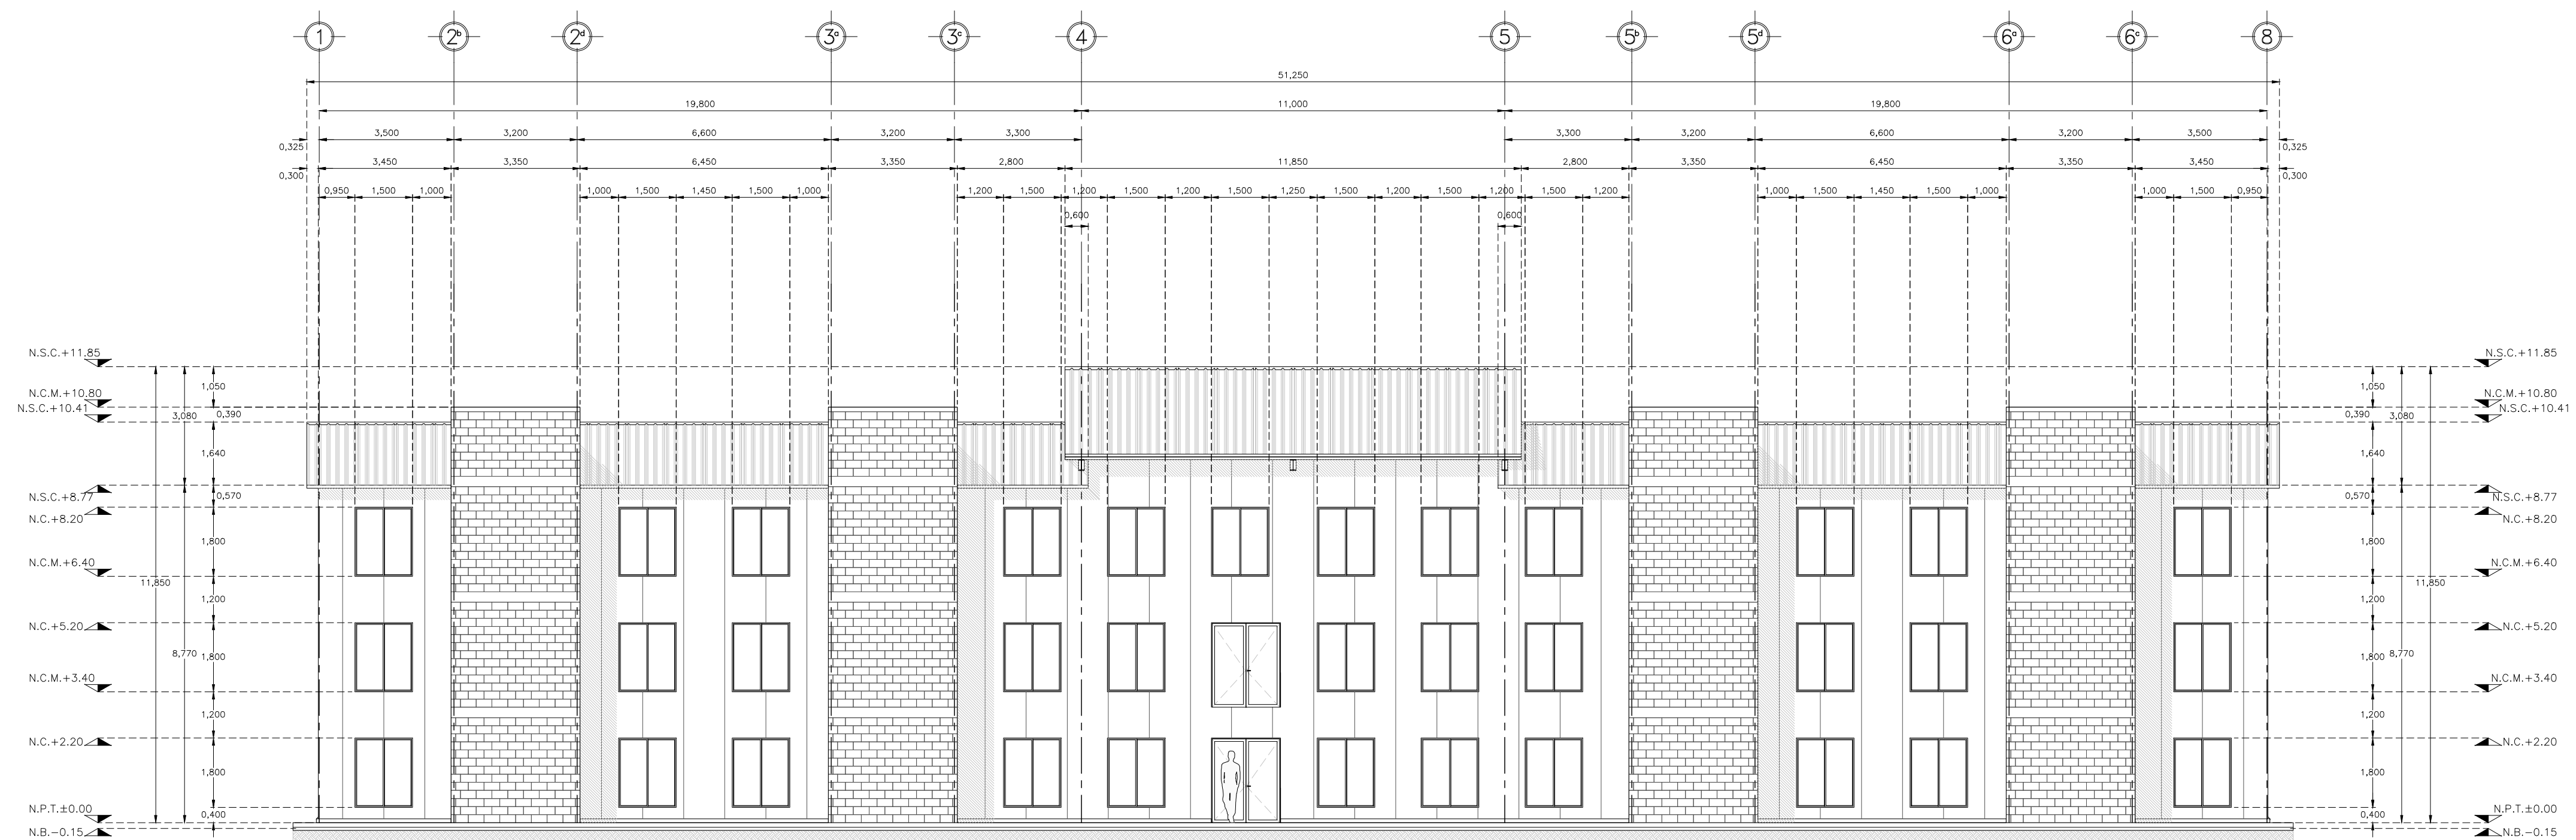 1 2b 2d 3a 3c 4 5 5b 5d 6a 6c 8
51,250
19,800 11,000 19,800
3,500 3,200 6,600 3,200 3,300 3,300 3,200 6,600 3,200 3,500
0,325 0,325
3,450 3,350 6,450 3,350 2,800 11,850 2,800 3,350 6,450 3,350 3,450
0,300 0,300
0,950 1,500 1,000 1,000 1,500 1,450 1,500 1,000 1,200 1,500 1,200 1,500 1,200 1,500 1,250 1,500 1,200 1,500 1,200 1,500 1,200 1,000 1,500 1,450 1,500 1,000 1,000 1,500 0,950
0,600 0,600
N.S.C.+11.85 N.S.C.+11.85
1,050 1,050
N.C.M.+10.80 N.C.M.+10.80
N.S.C.+10.41 N.S.C.+10.41
3,080 0,390 0,390 3,080
1,640 1,640
N.S.C.+8.77 0,570 0,570 N.S.C.+8.77
N.C.+8.20 N.C.+8.20
1,800 1,800
N.C.M.+6.40 N.C.M.+6.40
11,850 11,850
1,200 1,200
N.C.+5.20 N.C.+5.20
8,770 1,800 1,800 8,770
N.C.M.+3.40 N.C.M.+3.40
1,200 1,200
N.C.+2.20 N.C.+2.20
1,800 1,800
N.P.T.±0.00 N.P.T.±0.00
0,400 0,400
N.B.-0.15 N.B.-0.15